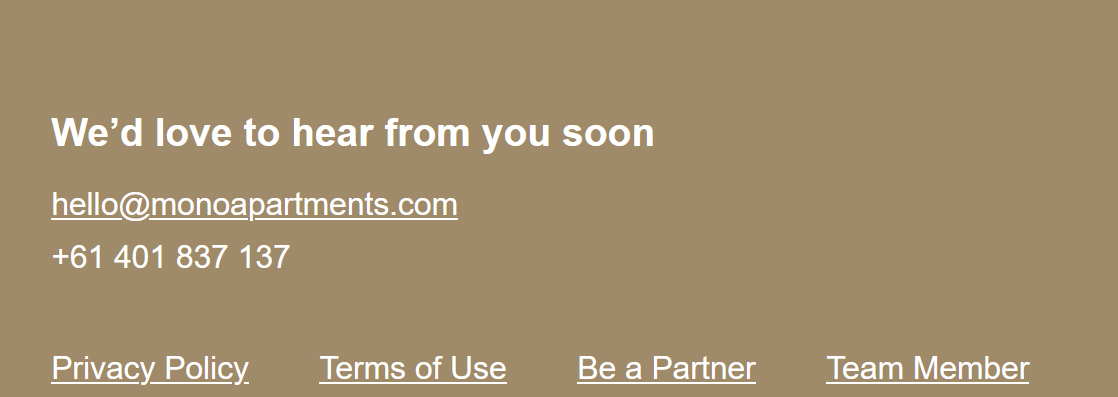 We’d love to hear from you soon
hello@monoapartments.com
+61 401 837 137
Privacy Policy Terms of Use Be a Partner Team Member